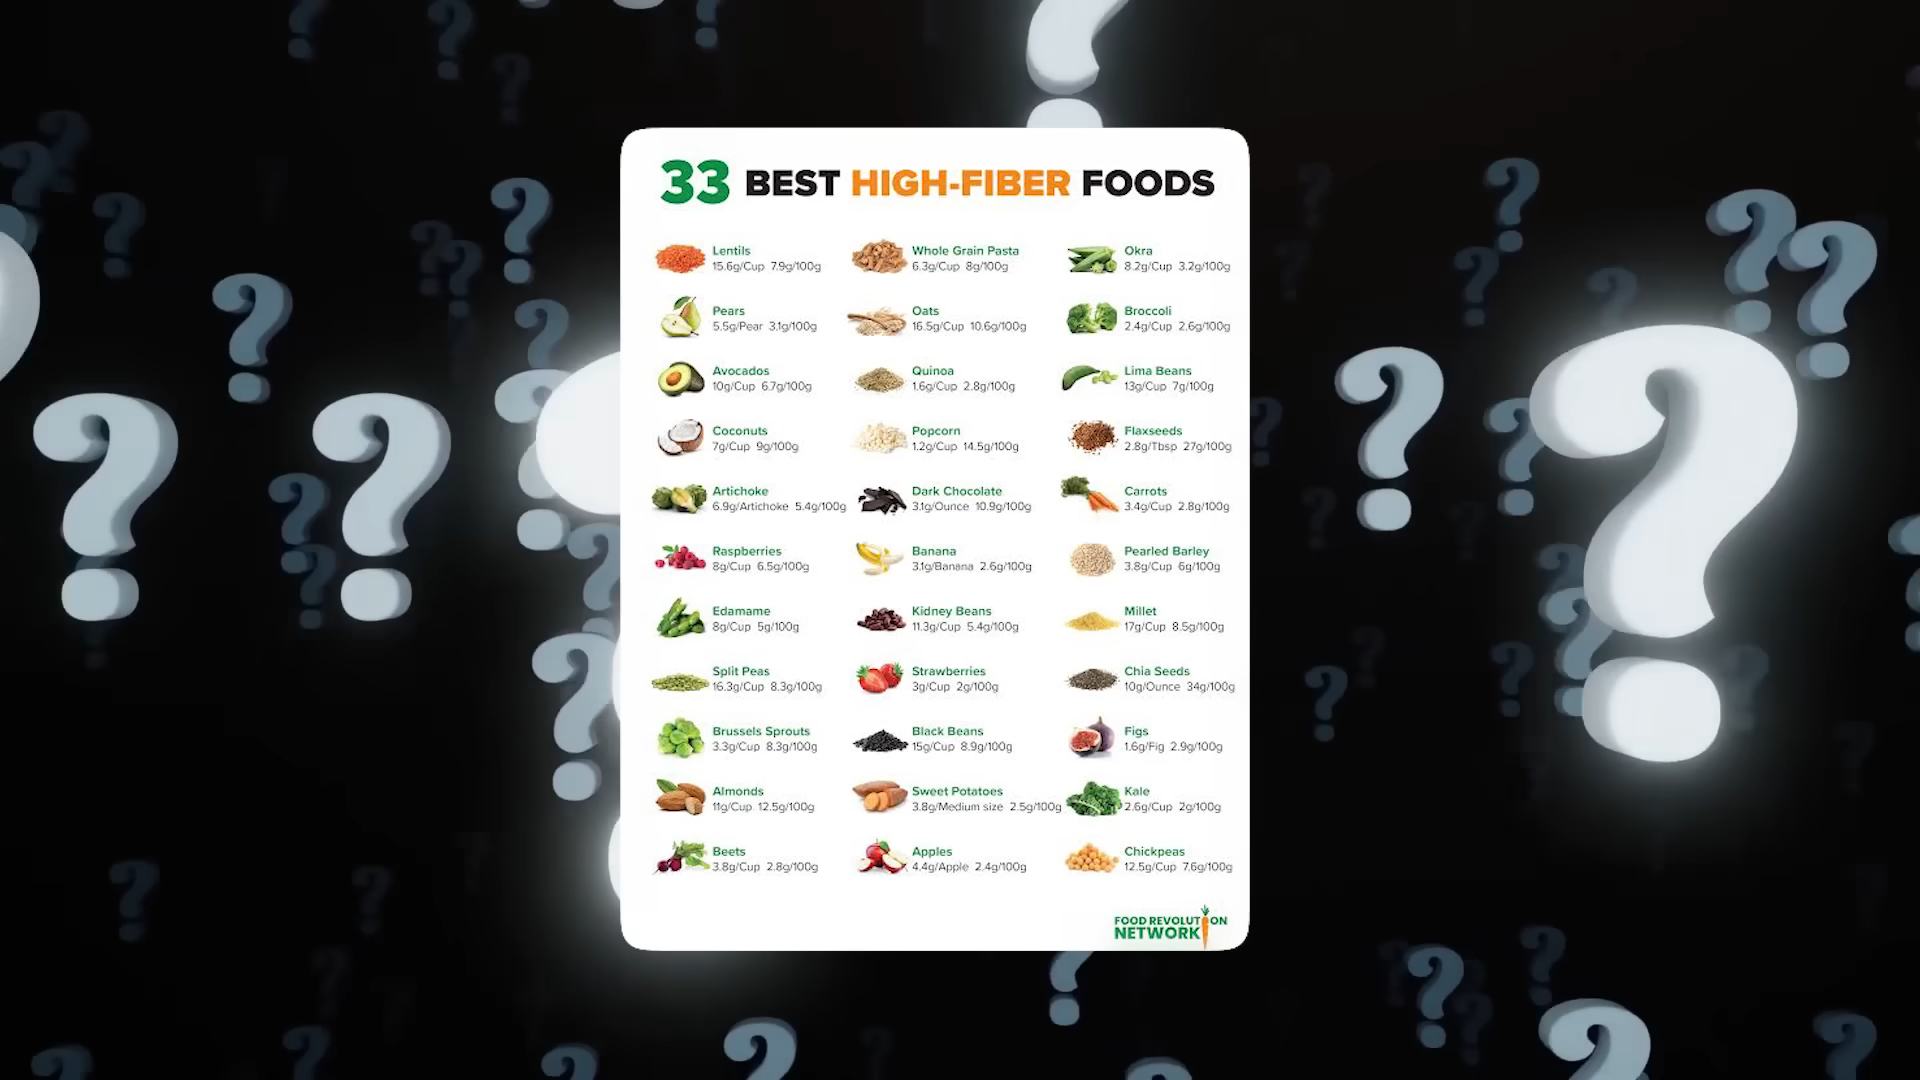 33 BEST HIGH-FIBER FOODS
Lentils
15.6g/Cup 7.9g/100g
Whole Grain Pasta
6.3g/Cup 8g/100g
Okra
8.2g/Cup 3.2g/100g
Pears
5.5g/Pear 3.1g/100g
Oats
16.5g/Cup 10.6g/100g
Broccoli
2.4g/Cup 2.6g/100g
Avocados
10g/Cup 6.7g/100g
Quinoa
1.6g/Cup 2.8g/100g
Lima Beans
13g/Cup 7g/100g
Coconuts
7g/Cup 9g/100g
Popcorn
1.2g/Cup 14.5g/100g
Flaxseeds
2.8g/Tbsp 27g/100g
Artichoke
6.9g/Artichoke 5.4g/100g
Dark Chocolate
3.1g/Ounce 10.9g/100g
Carrots
3.4g/Cup 2.8g/100g
Raspberries
8g/Cup 6.5g/100g
Banana
3.1g/Banana 2.6g/100g
Pearled Barley
3.8g/Cup 6g/100g
Edamame
8g/Cup 5g/100g
Kidney Beans
11.3g/Cup 5.4g/100g
Millet
17g/Cup 8.5g/100g
Split Peas
16.3g/Cup 8.3g/100g
Strawberries
3g/Cup 2g/100g
Chia Seeds
10g/Ounce 34g/100g
Brussels Sprouts
3.3g/Cup 8.3g/100g
Black Beans
15g/Cup 8.9g/100g
Figs
1.6g/Fig 2.9g/100g
Almonds
11g/Cup 12.5g/100g
Sweet Potatoes
3.8g/Medium size 2.5g/100g
Kale
2.6g/Cup 2g/100g
Beets
3.8g/Cup 2.8g/100g
Apples
4.4g/Apple 2.4g/100g
Chickpeas
12.5g/Cup 7.6g/100g
FOOD REVOLUTION
NETWORK